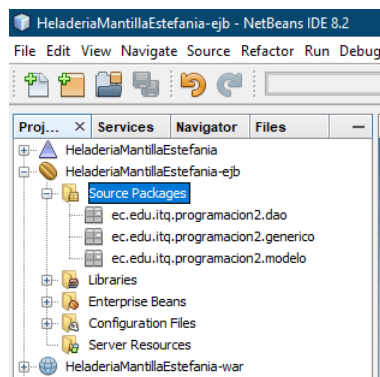 HeladeriaMantillaEstefania-ejb - NetBeans IDE 8.2
File Edit View Navigate Source Refactor Run Debug
Proj... × Services Navigator Files
HeladeriaMantillaEstefania
HeladeriaMantillaEstefania-ejb
Source Packages
ec.edu.itq.programacion2.dao
ec.edu.itq.programacion2.generico
ec.edu.itq.programacion2.modelo
Libraries
Enterprise Beans
Configuration Files
Server Resources
HeladeriaMantillaEstefania-war